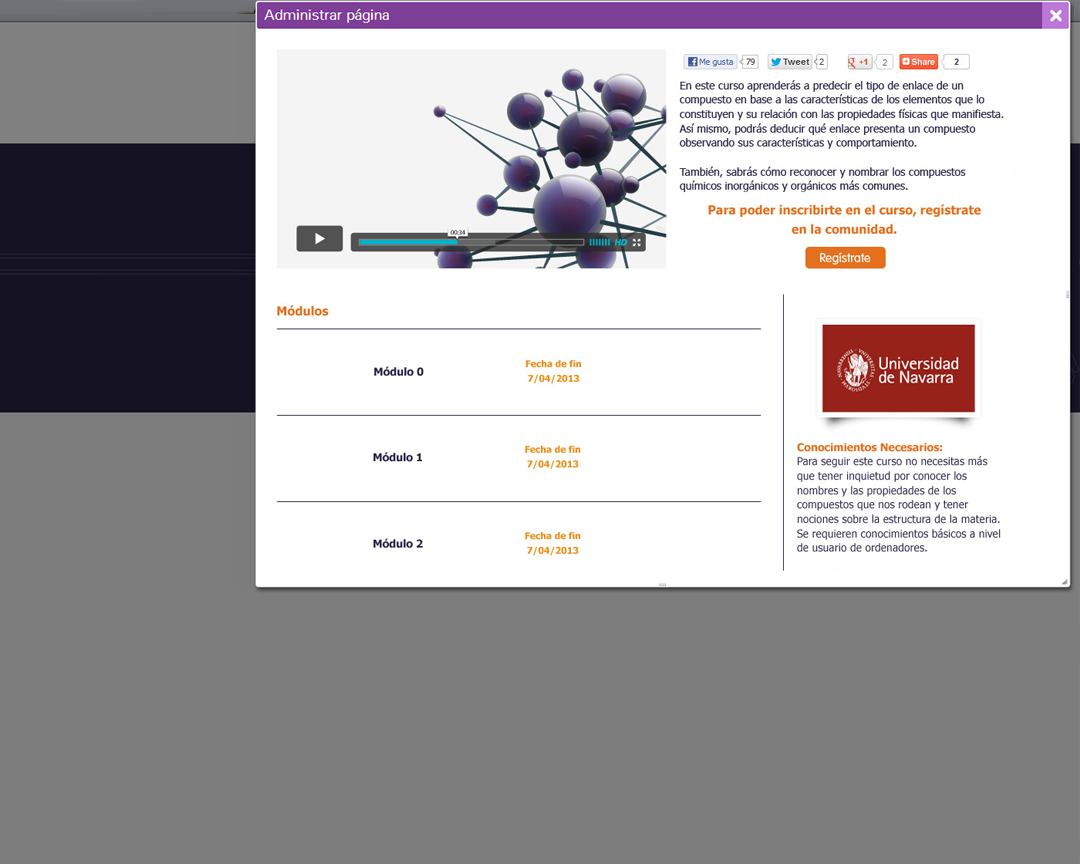 Administrar página
Me gusta 79 Tweet 2 +1 2 Share 2
En este curso aprenderás a predecir el tipo de enlace de un
compuesto en base a las características de los elementos que lo
constituyen y su relación con las propiedades físicas que manifiesta.
Así mismo, podrás deducir qué enlace presenta un compuesto
observando sus características y comportamiento.
También, sabrás cómo reconocer y nombrar los compuestos
químicos inorgánicos y orgánicos más comunes.
Para poder inscribirte en el curso, regístrate
en la comunidad.
Regístrate
00:34
HD
Módulos
Módulo 0
Fecha de fin
7/04/2013
Módulo 1
Fecha de fin
7/04/2013
Módulo 2
Fecha de fin
7/04/2013
Universidad
de Navarra
Conocimientos Necesarios:
Para seguir este curso no necesitas más
que tener inquietud por conocer los
nombres y las propiedades de los
compuestos que nos rodean y tener
nociones sobre la estructura de la materia.
Se requieren conocimientos básicos a nivel
de usuario de ordenadores.